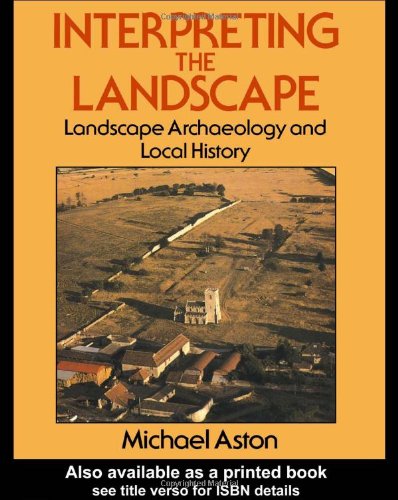 INTERPRETING
THE
LANDSCAPE
Landscape Archaeology and
Local History
Michael Aston
Also available as a printed book
see title verso for ISBN details